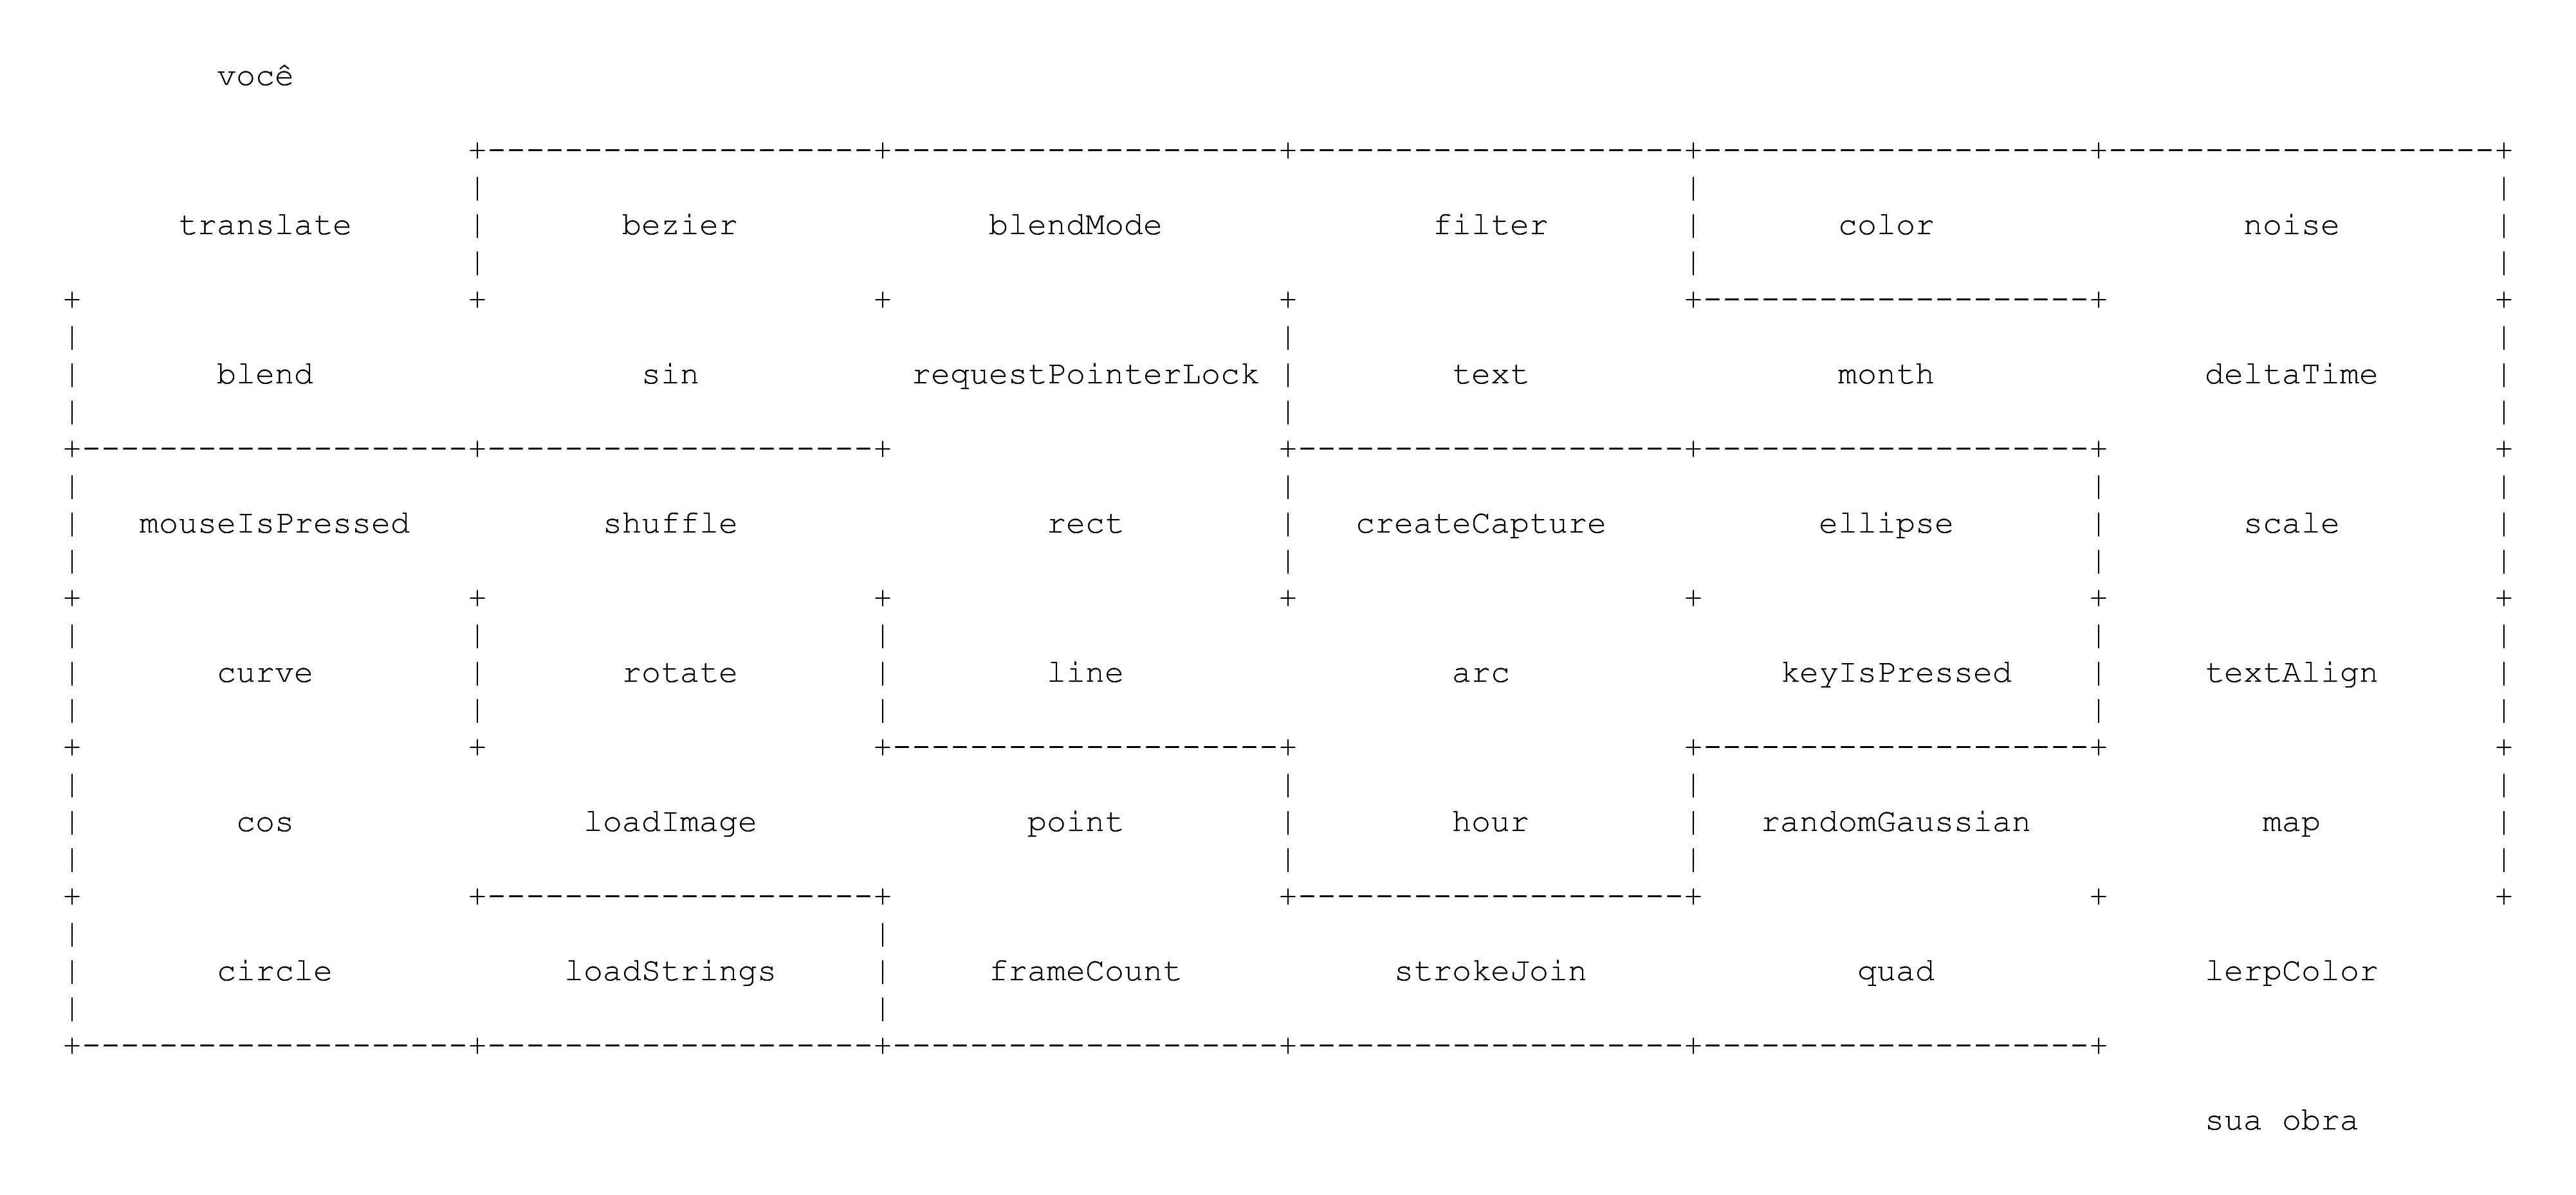 você
translate bezier blendMode filter color noise
blend sin requestPointerLock text month deltaTime
mouseIsPressed shuffle rect createCapture ellipse scale
curve rotate line arc keyIsPressed textAlign
cos loadImage point hour randomGaussian map
circle loadStrings frameCount strokeJoin quad lerpColor
sua obra